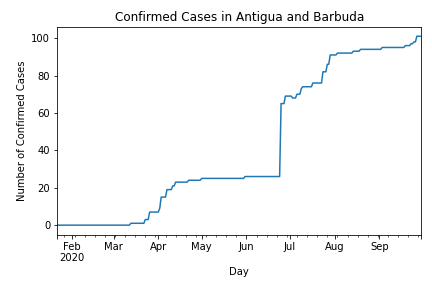 Confirmed Cases in Antigua and Barbuda
Number of Confirmed Cases
100
80
60
40
20
0
Feb Mar Apr May Jun Jul Aug Sep
2020
Day